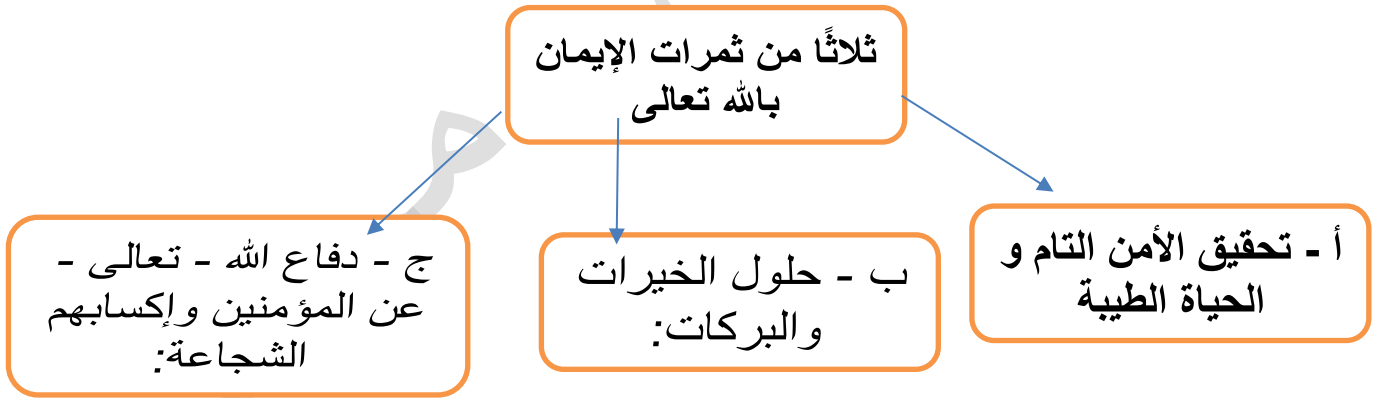 ثلاثًا من ثمرات الإيمان
بالله تعالى
أ - تحقيق الأمن التام و
الحياة الطيبة
ب - حلول الخيرات
والبركات:
ج - دفاع الله - تعالى -
عن المؤمنين وإكسابهم
الشجاعة: